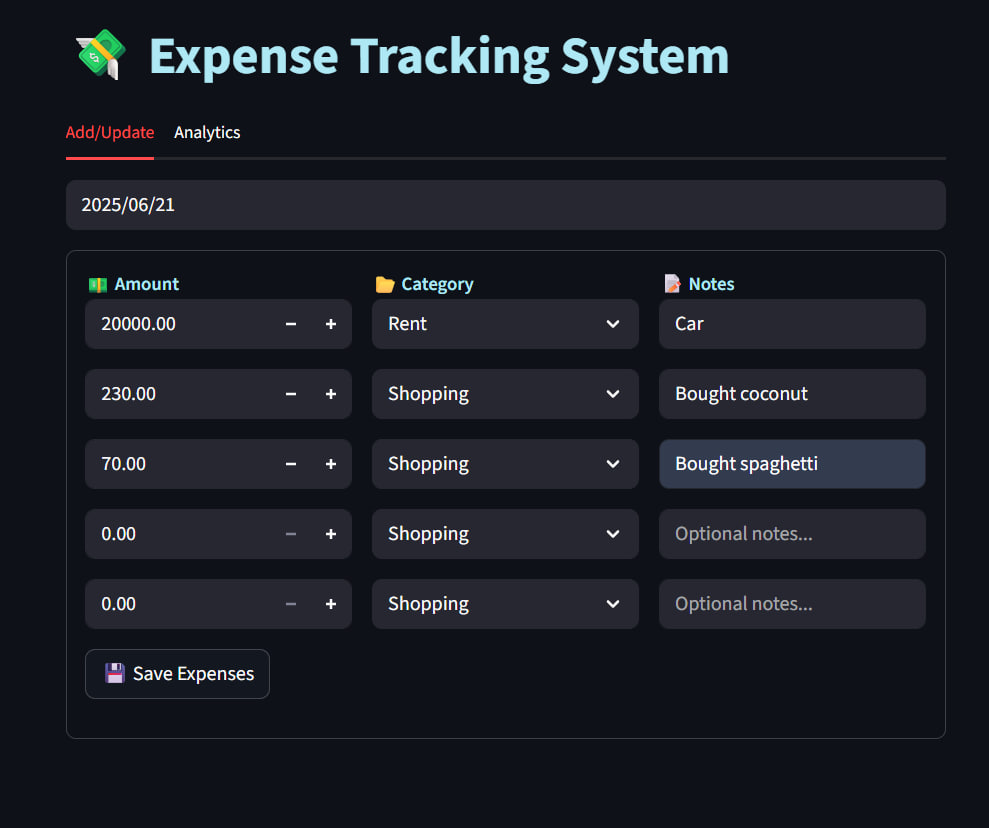 Expense Tracking System
Add/Update Analytics
2025/06/21
Amount Category Notes
20000.00 Rent Car
230.00 Shopping Bought coconut
70.00 Shopping Bought spaghetti
0.00 Shopping Optional notes...
0.00 Shopping Optional notes...
Save Expenses